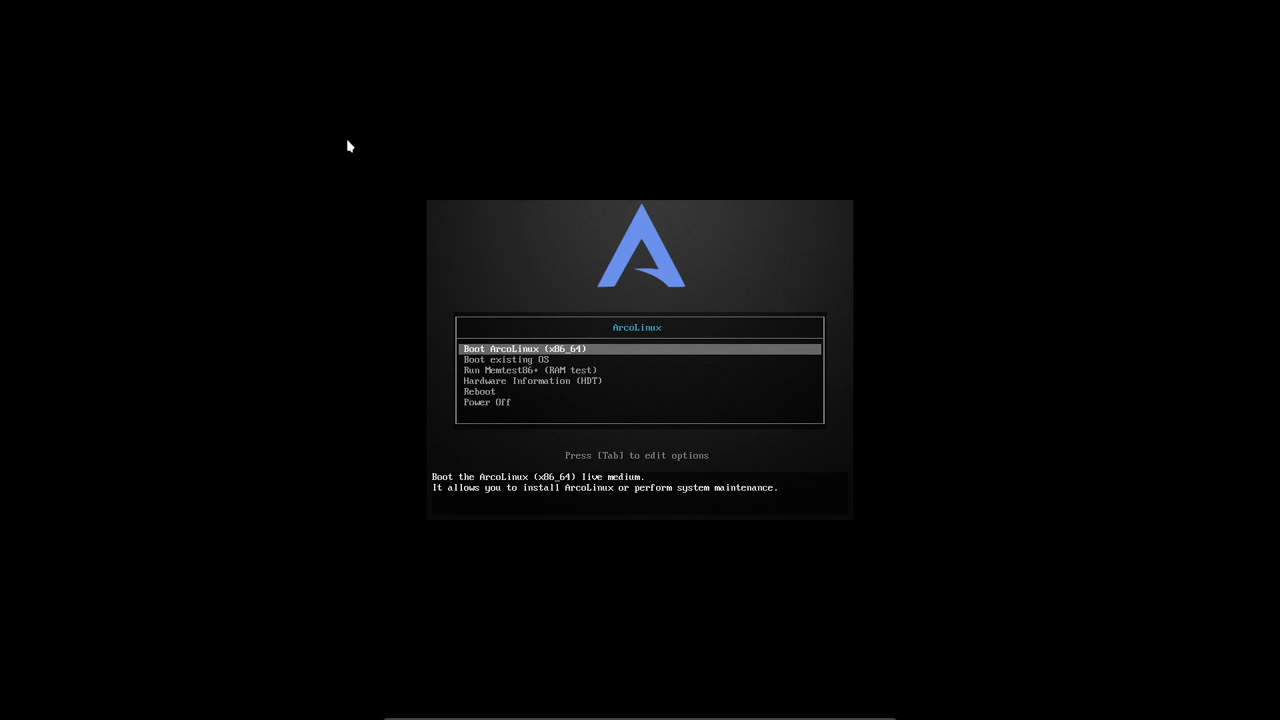 ArcoLinux
Boot ArcoLinux (x86_64)
Boot existing OS
Run Memtest86+ (RAM test)
Hardware Information (HDT)
Reboot
Power Off
Press [Tab] to edit options
Boot the ArcoLinux (x86_64) live medium.
It allows you to install ArcoLinux or perform system maintenance.